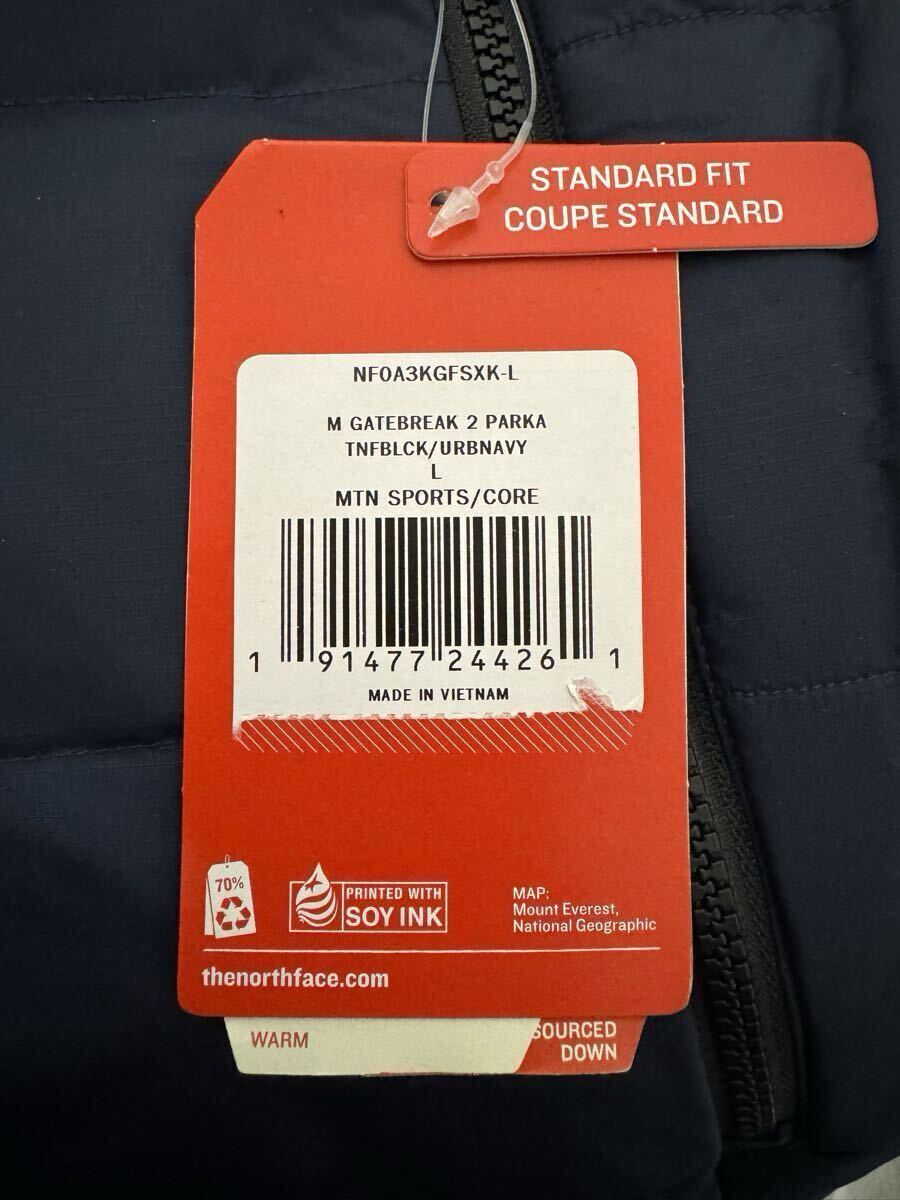 STANDARD FIT
COUPE STANDARD
NF0A3KGFSXK-L
M GATEBREAK 2 PARKA
TNFBLCK/URBNAVY
L
MTN SPORTS/CORE
1 91477 24426 1
MADE IN VIETNAM
70%
PRINTED WITH
SOY INK
MAP:
Mount Everest,
National Geographic
thenorthface.com
WARM
SOURCED
DOWN